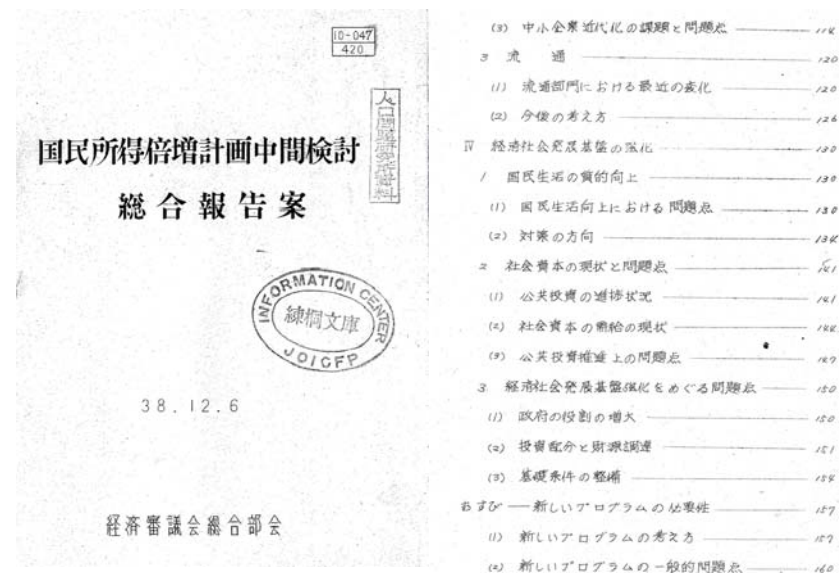 10-047
420
人口問題研究所資料
国民所得倍増計画中間検討
総合報告案
INFORMATION CENTER
練桐文庫
JOICFP
38.12.6
経済審議会総合部会
(3) 中小企業近代化の課題と問題点 114
3 流通 120
(1) 流通部門における最近の変化 120
(2) 今後の考え方 126
Ⅳ 経済社会発展基盤の強化 130
1 国民生活の質的向上 130
(1) 国民生活向上における問題点 130
(2) 対策の方向 134
2 社会資本の現状と問題点 141
(1) 公共投資の進捗状況 141
(2) 社会資本の需給の現状 144
(3) 公共投資推進上の問題点 147
3 経済社会発展基盤強化をめぐる問題点 150
(1) 政府の役割の増大 150
(2) 投資配分と財源調達 151
(3) 基礎条件の整備 154
むすび ── 新しいプログラムの必要性 157
(1) 新しいプログラムの考え方 157
(2) 新しいプログラムの一般的問題点 160